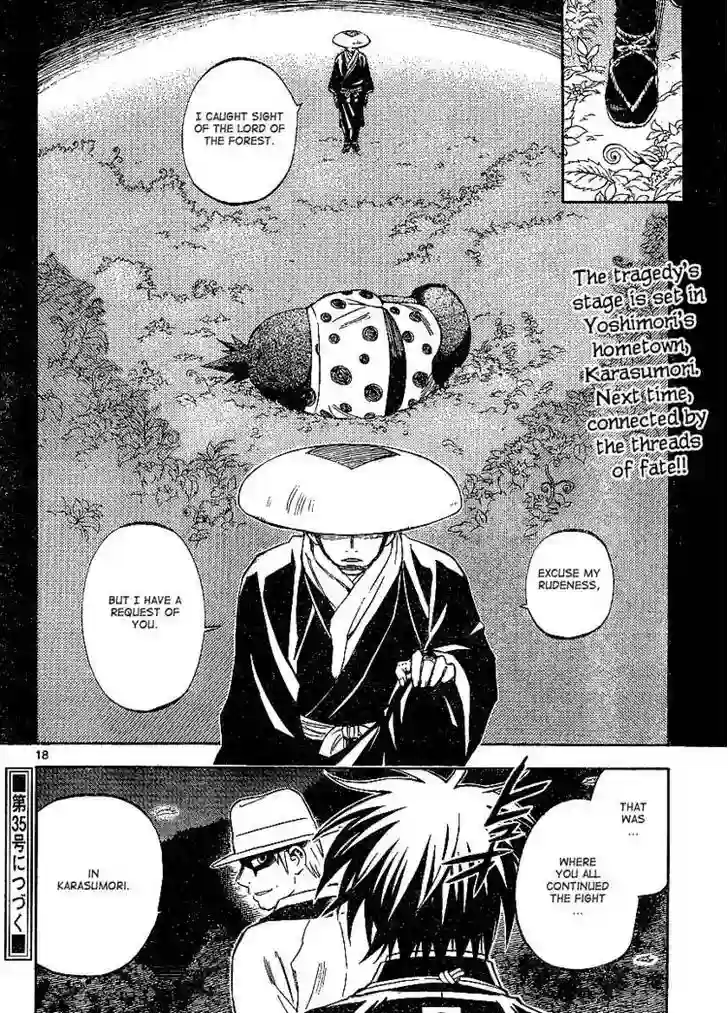 I CAUGHT SIGHT
OF THE LORD OF
THE FOREST.
The tragedy's
stage is set in
Yoshimori's
hometown,
Karasumori.
Next time,
connected by
the threads
of fate!!
EXCUSE MY
RUDENESS,
BUT I HAVE A
REQUEST OF
YOU.
18
THAT
WAS
...
WHERE
YOU ALL
CONTINUED
THE FIGHT
...
IN
KARASUMORI.
■第35号につづく■